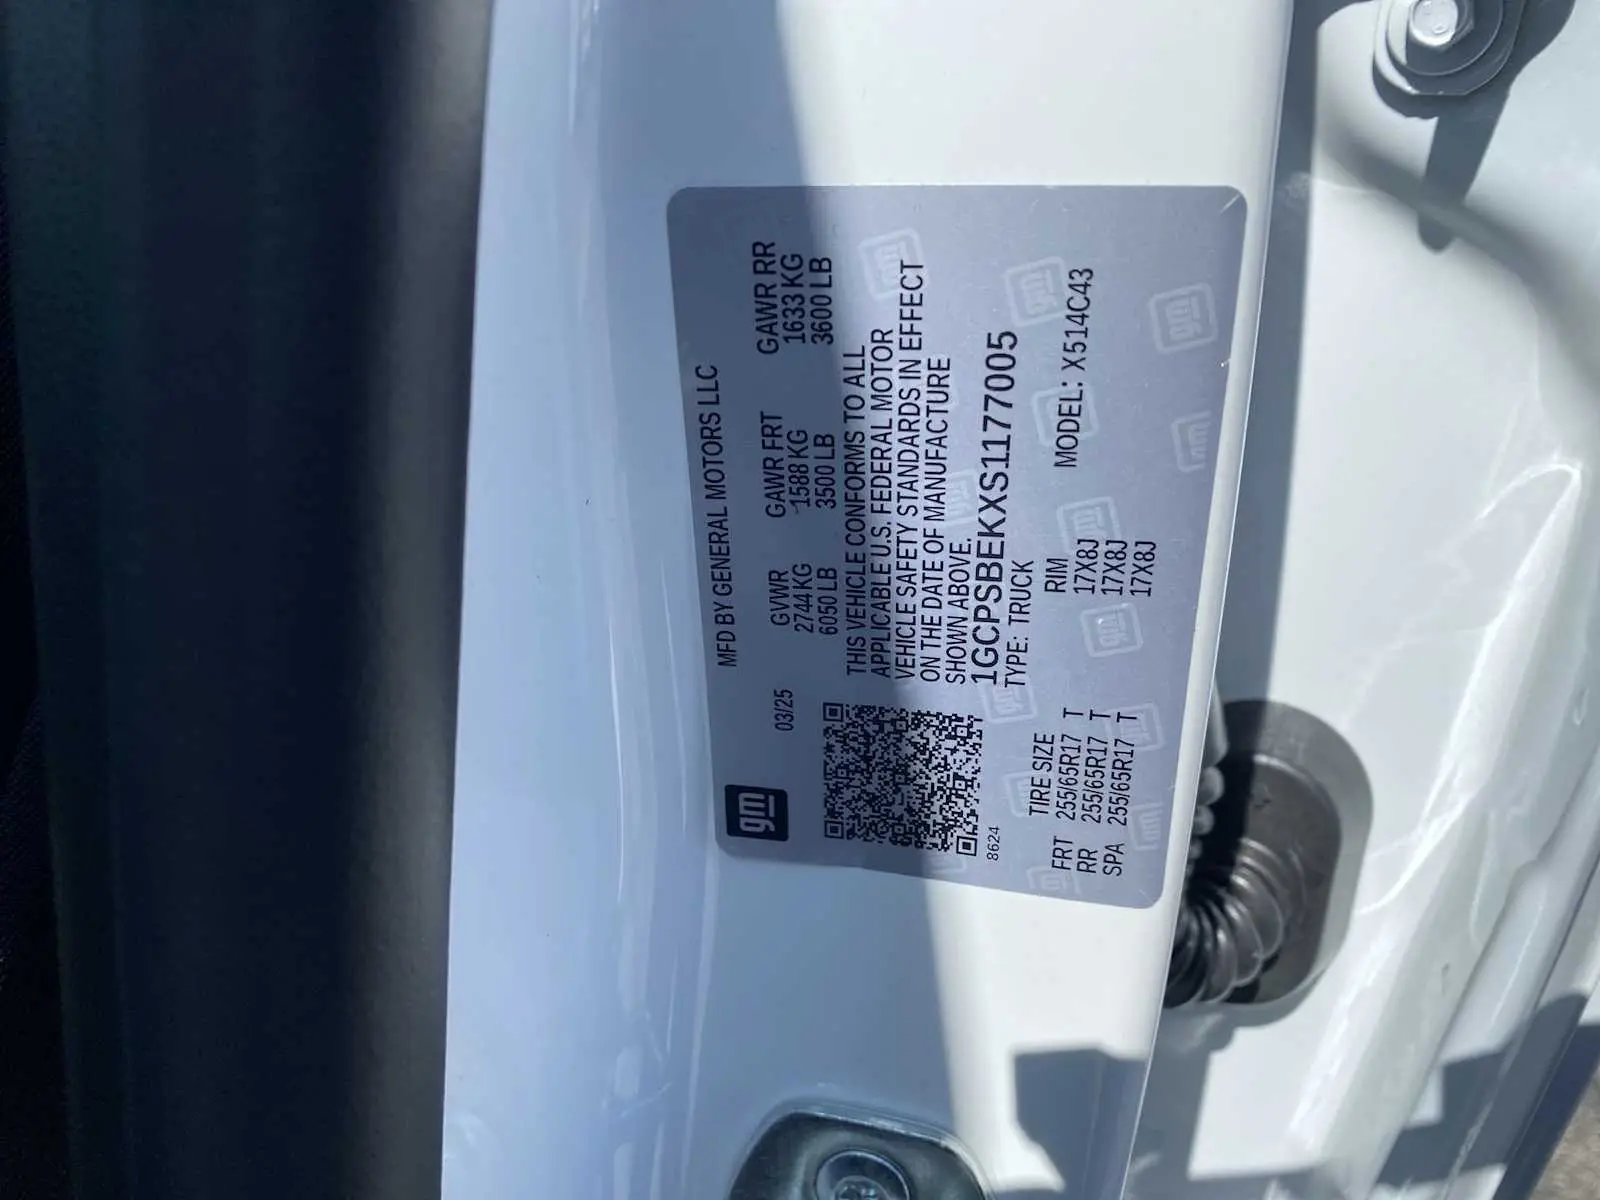 gm
MFD BY GENERAL MOTORS LLC
03/25
GVWR GAWR FRT GAWR RR
2744 KG 1588 KG 1633 KG
6050 LB 3500 LB 3600 LB
THIS VEHICLE CONFORMS TO ALL
APPLICABLE U.S. FEDERAL MOTOR
VEHICLE SAFETY STANDARDS IN EFFECT
ON THE DATE OF MANUFACTURE
SHOWN ABOVE.
1GCPSBEKXS1177005
8624 TYPE: TRUCK MODEL: X514C43
TIRE SIZE RIM
FRT 255/65R17 T 17X8J
RR 255/65R17 T 17X8J
SPA 255/65R17 T 17X8J